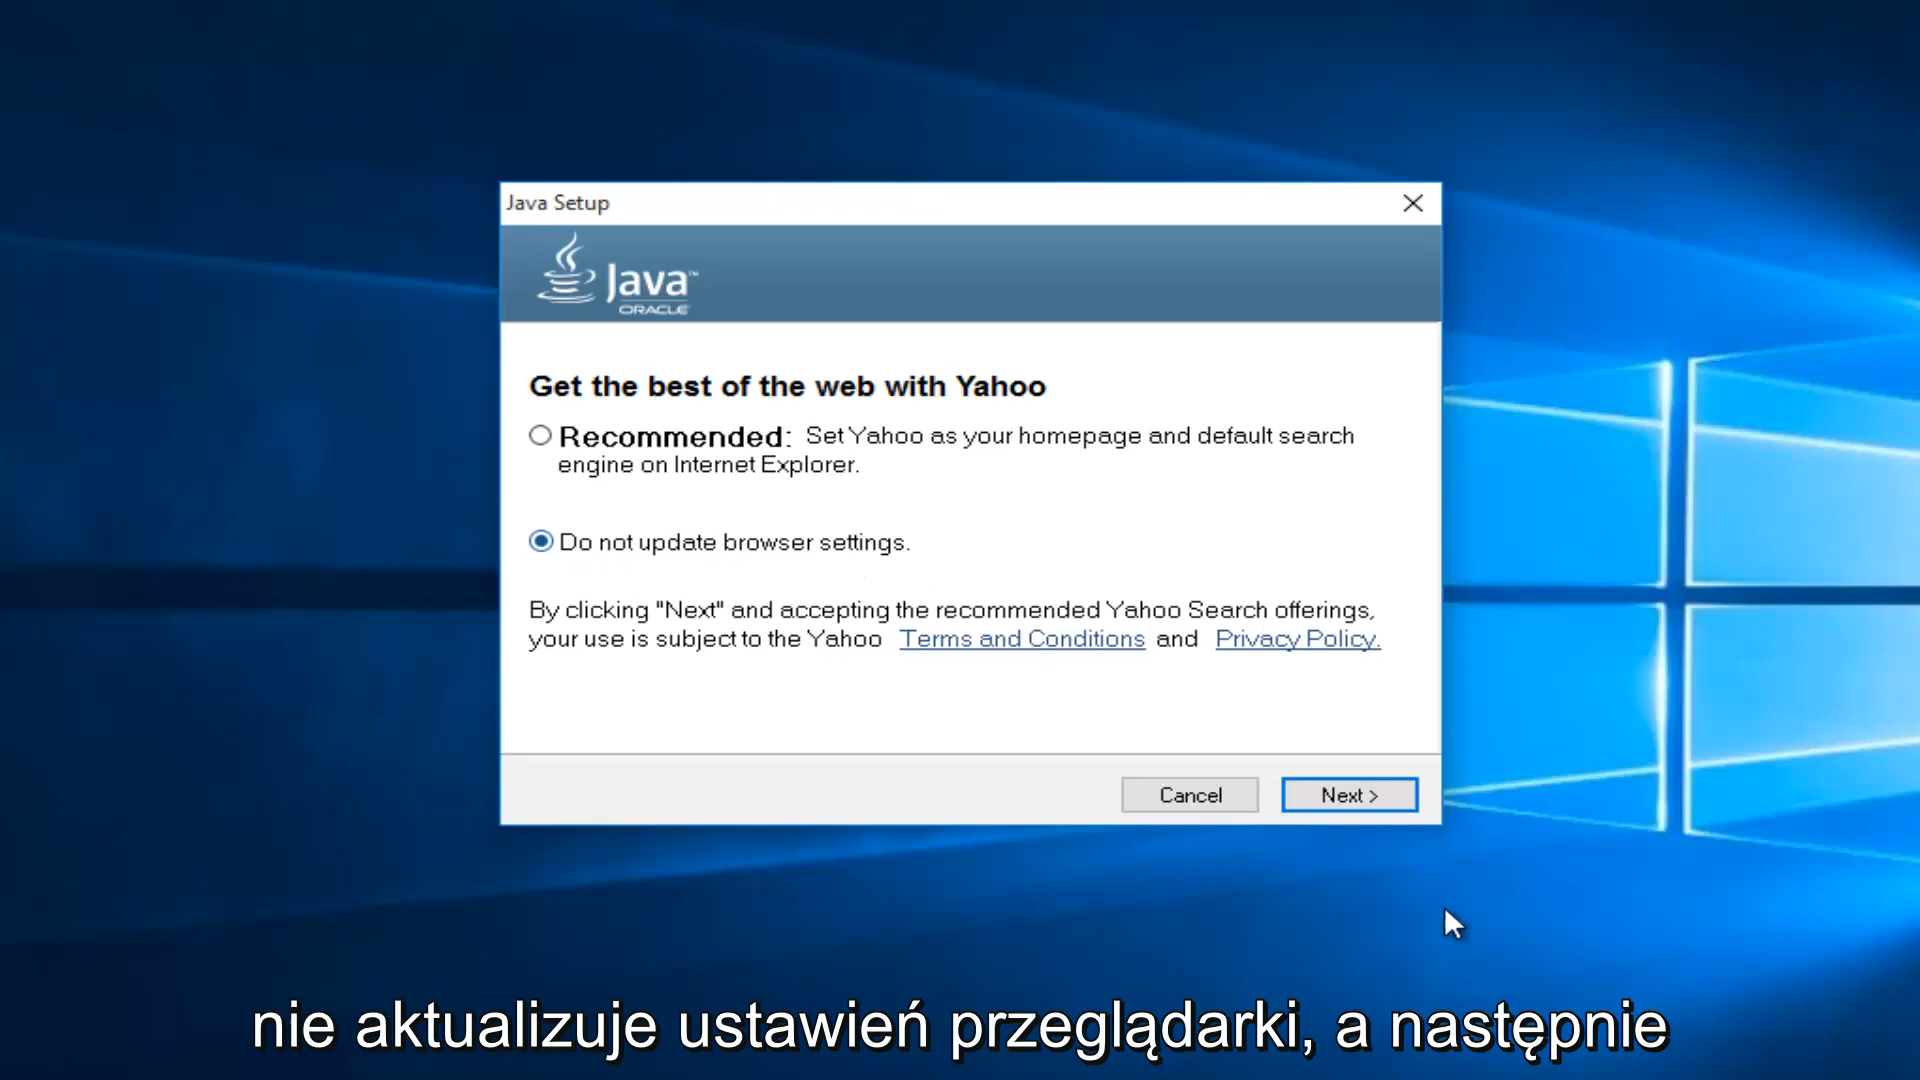 Java Setup
Java™
ORACLE
Get the best of the web with Yahoo
Recommended: Set Yahoo as your homepage and default search
engine on Internet Explorer.
Do not update browser settings.
By clicking "Next" and accepting the recommended Yahoo Search offerings,
your use is subject to the Yahoo Terms and Conditions and Privacy Policy.
Cancel Next >
nie aktualizuje ustawień przeglądarki, a następnie